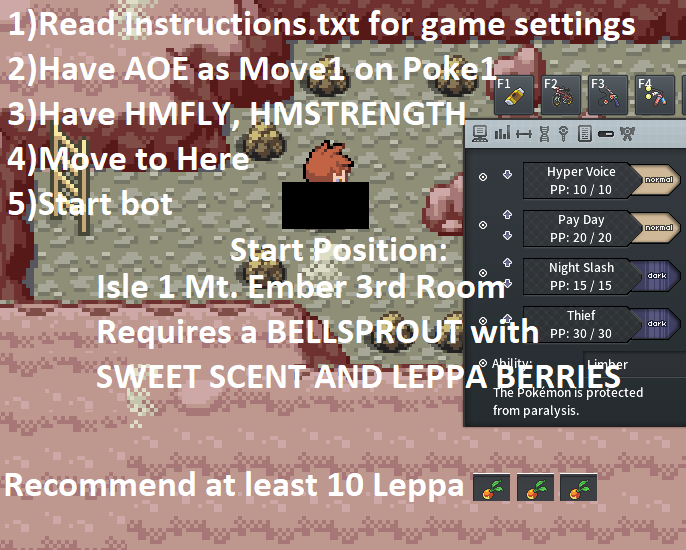 1)Read Instructions.txt for game settings
2)Have AOE as Move1 on Poke1
3)Have HMFLY, HMSTRENGTH
4)Move to Here
5)Start bot
Start Position:
Isle 1 Mt. Ember 3rd Room
Requires a BELLSPROUT with
SWEET SCENT AND LEPPA BERRIES
Recommend at least 10 Leppa
F1 F2 F3 F4
Hyper Voice
PP: 10 / 10
normal
Pay Day
PP: 20 / 20
normal
Night Slash
PP: 15 / 15
dark
Thief
PP: 30 / 30
dark
Ability: Limber
The Pokémon is protected
from paralysis.